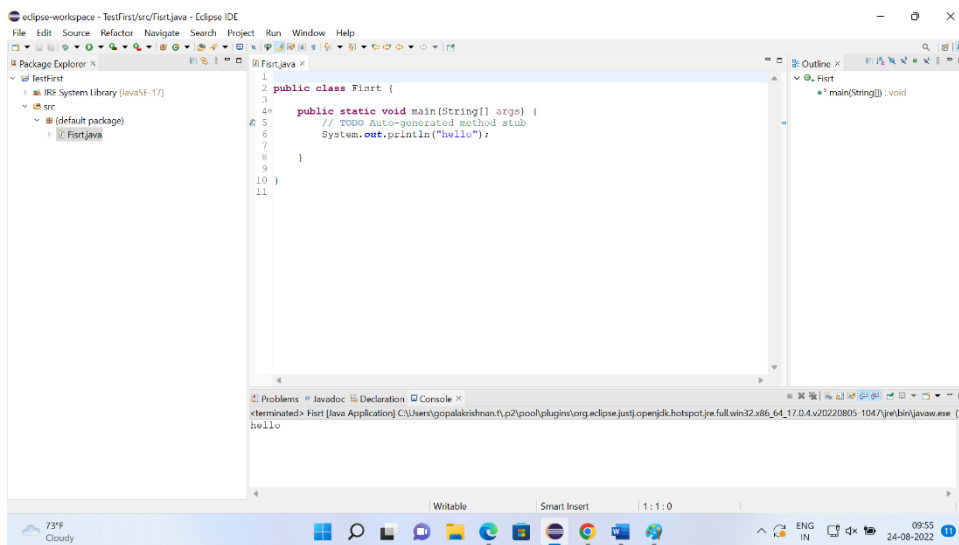 eclipse-workspace - TestFirst/src/Fisrt.java - Eclipse IDE
File Edit Source Refactor Navigate Search Project Run Window Help
Package Explorer
TestFirst
JRE System Library [JavaSE-17]
src
(default package)
Fisrt.java
Fisrt.java
1
2 public class Fisrt {
3
4 public static void main(String[] args) {
5 // TODO Auto-generated method stub
6 System.out.println("hello");
7
8 }
9
10 }
11
Outline
Fisrt
main(String[]) : void
Problems Javadoc Declaration Console
<terminated> Fisrt [Java Application] C:\Users\gopalakrishnan.t\.p2\pool\plugins\org.eclipse.justj.openjdk.hotspot.jre.full.win32.x86_64_17.0.4.v20220805-1047\jre\bin\javaw.exe (
hello
Writable Smart Insert 1 : 1 : 0
73°F
Cloudy
ENG
IN
09:55
24-08-2022
11